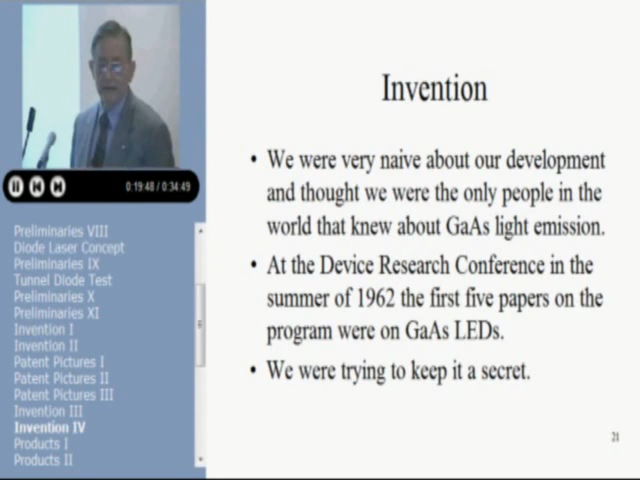 0:19:48 / 0:34:49
Preliminaries VIII
Diode Laser Concept
Preliminaries IX
Tunnel Diode Test
Preliminaries X
Preliminaries XI
Invention I
Invention II
Patent Pictures I
Patent Pictures II
Patent Pictures III
Invention III
Invention IV
Products I
Products II
Invention
• We were very naive about our development
and thought we were the only people in the
world that knew about GaAs light emission.
• At the Device Research Conference in the
summer of 1962 the first five papers on the
program were on GaAs LEDs.
• We were trying to keep it a secret.
21